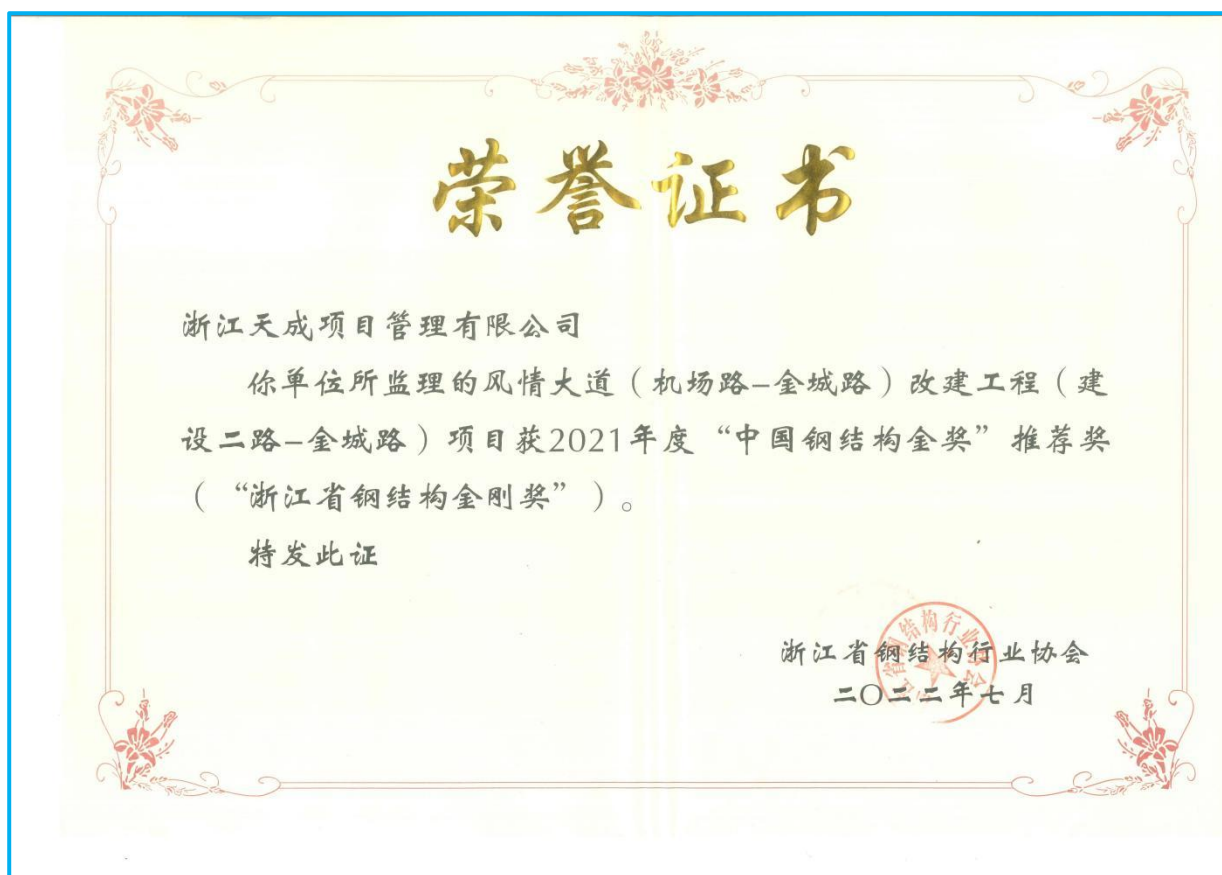 荣誉证书
浙江天成项目管理有限公司
你单位所监理的风情大道（机场路–金城路）改建工程（建
设二路–金城路）项目获2021年度“中国钢结构金奖”推荐奖
（“浙江省钢结构金刚奖”）。
特发此证
浙江省钢结构行业协会
二〇二二年七月